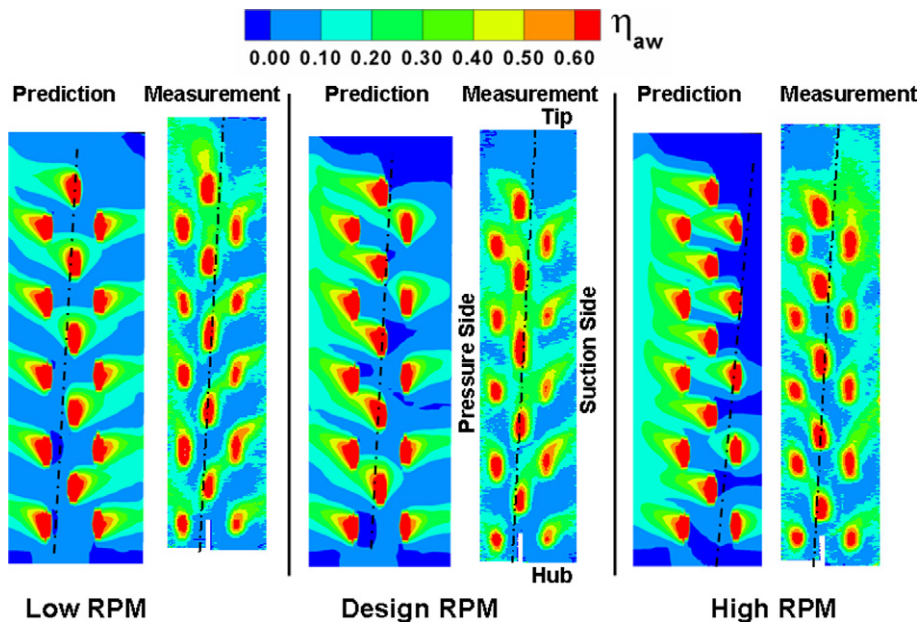 η aw
0.00 0.10 0.20 0.30 0.40 0.50 0.60
Prediction Measurement Prediction Measurement Prediction Measurement
Tip
Pressure Side
Suction Side
Hub
Low RPM Design RPM High RPM